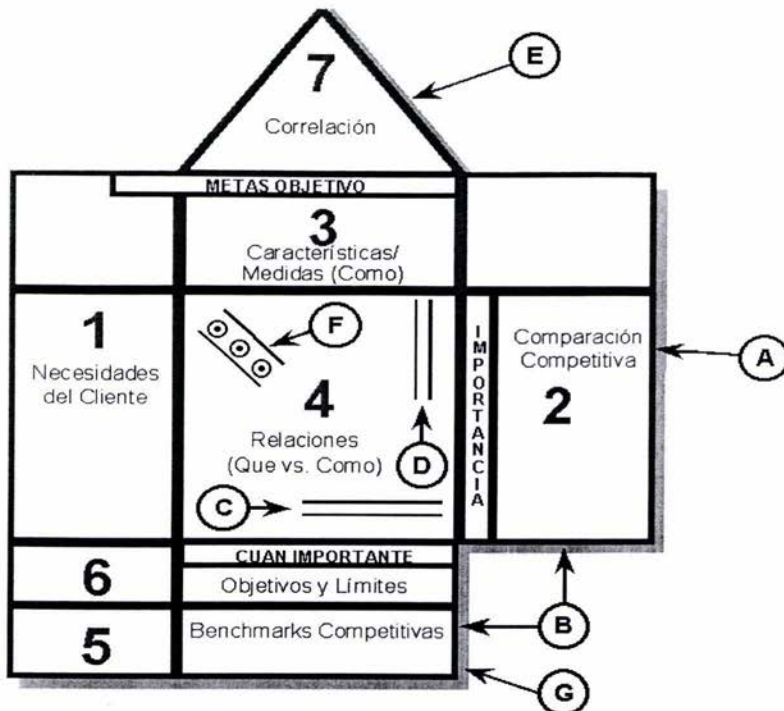 7
Correlación
E
METAS OBJETIVO
3
Características/
Medidas (Como)
1
Necesidades
del Cliente
F
4
Relaciones
(Que vs. Como)
D
C
IMPORTANCIA
Comparación
Competitiva
2
A
6
CUAN IMPORTANTE
Objetivos y Límites
B
5
Benchmarks Competitivas
G